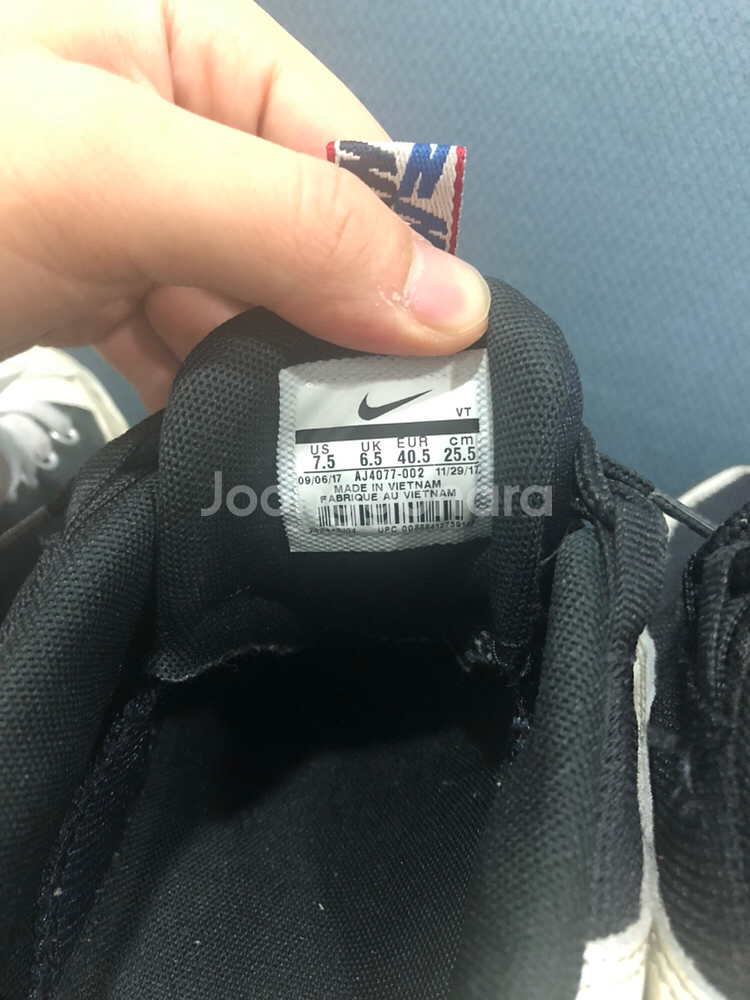 VT
US UK EUR cm
7.5 6.5 40.5 25.5
09/06/17 AJ4077-002 11/29/17
MADE IN VIETNAM
FABRIQUE AU VIETNAM
UPC